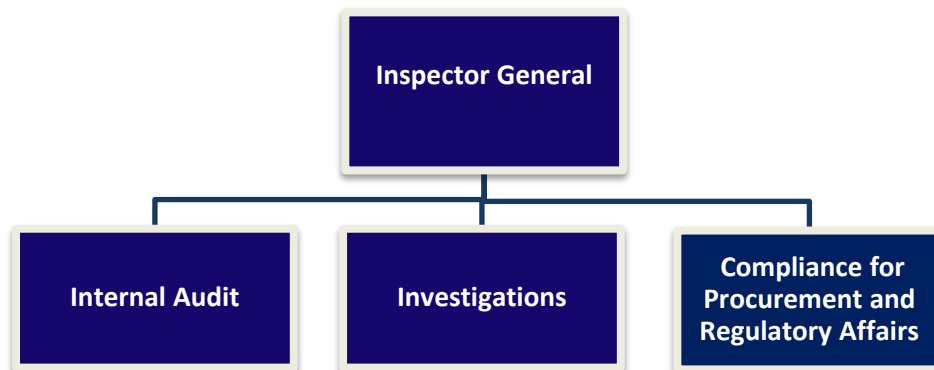 Inspector General
Internal Audit
Investigations
Compliance for
Procurement and
Regulatory Affairs